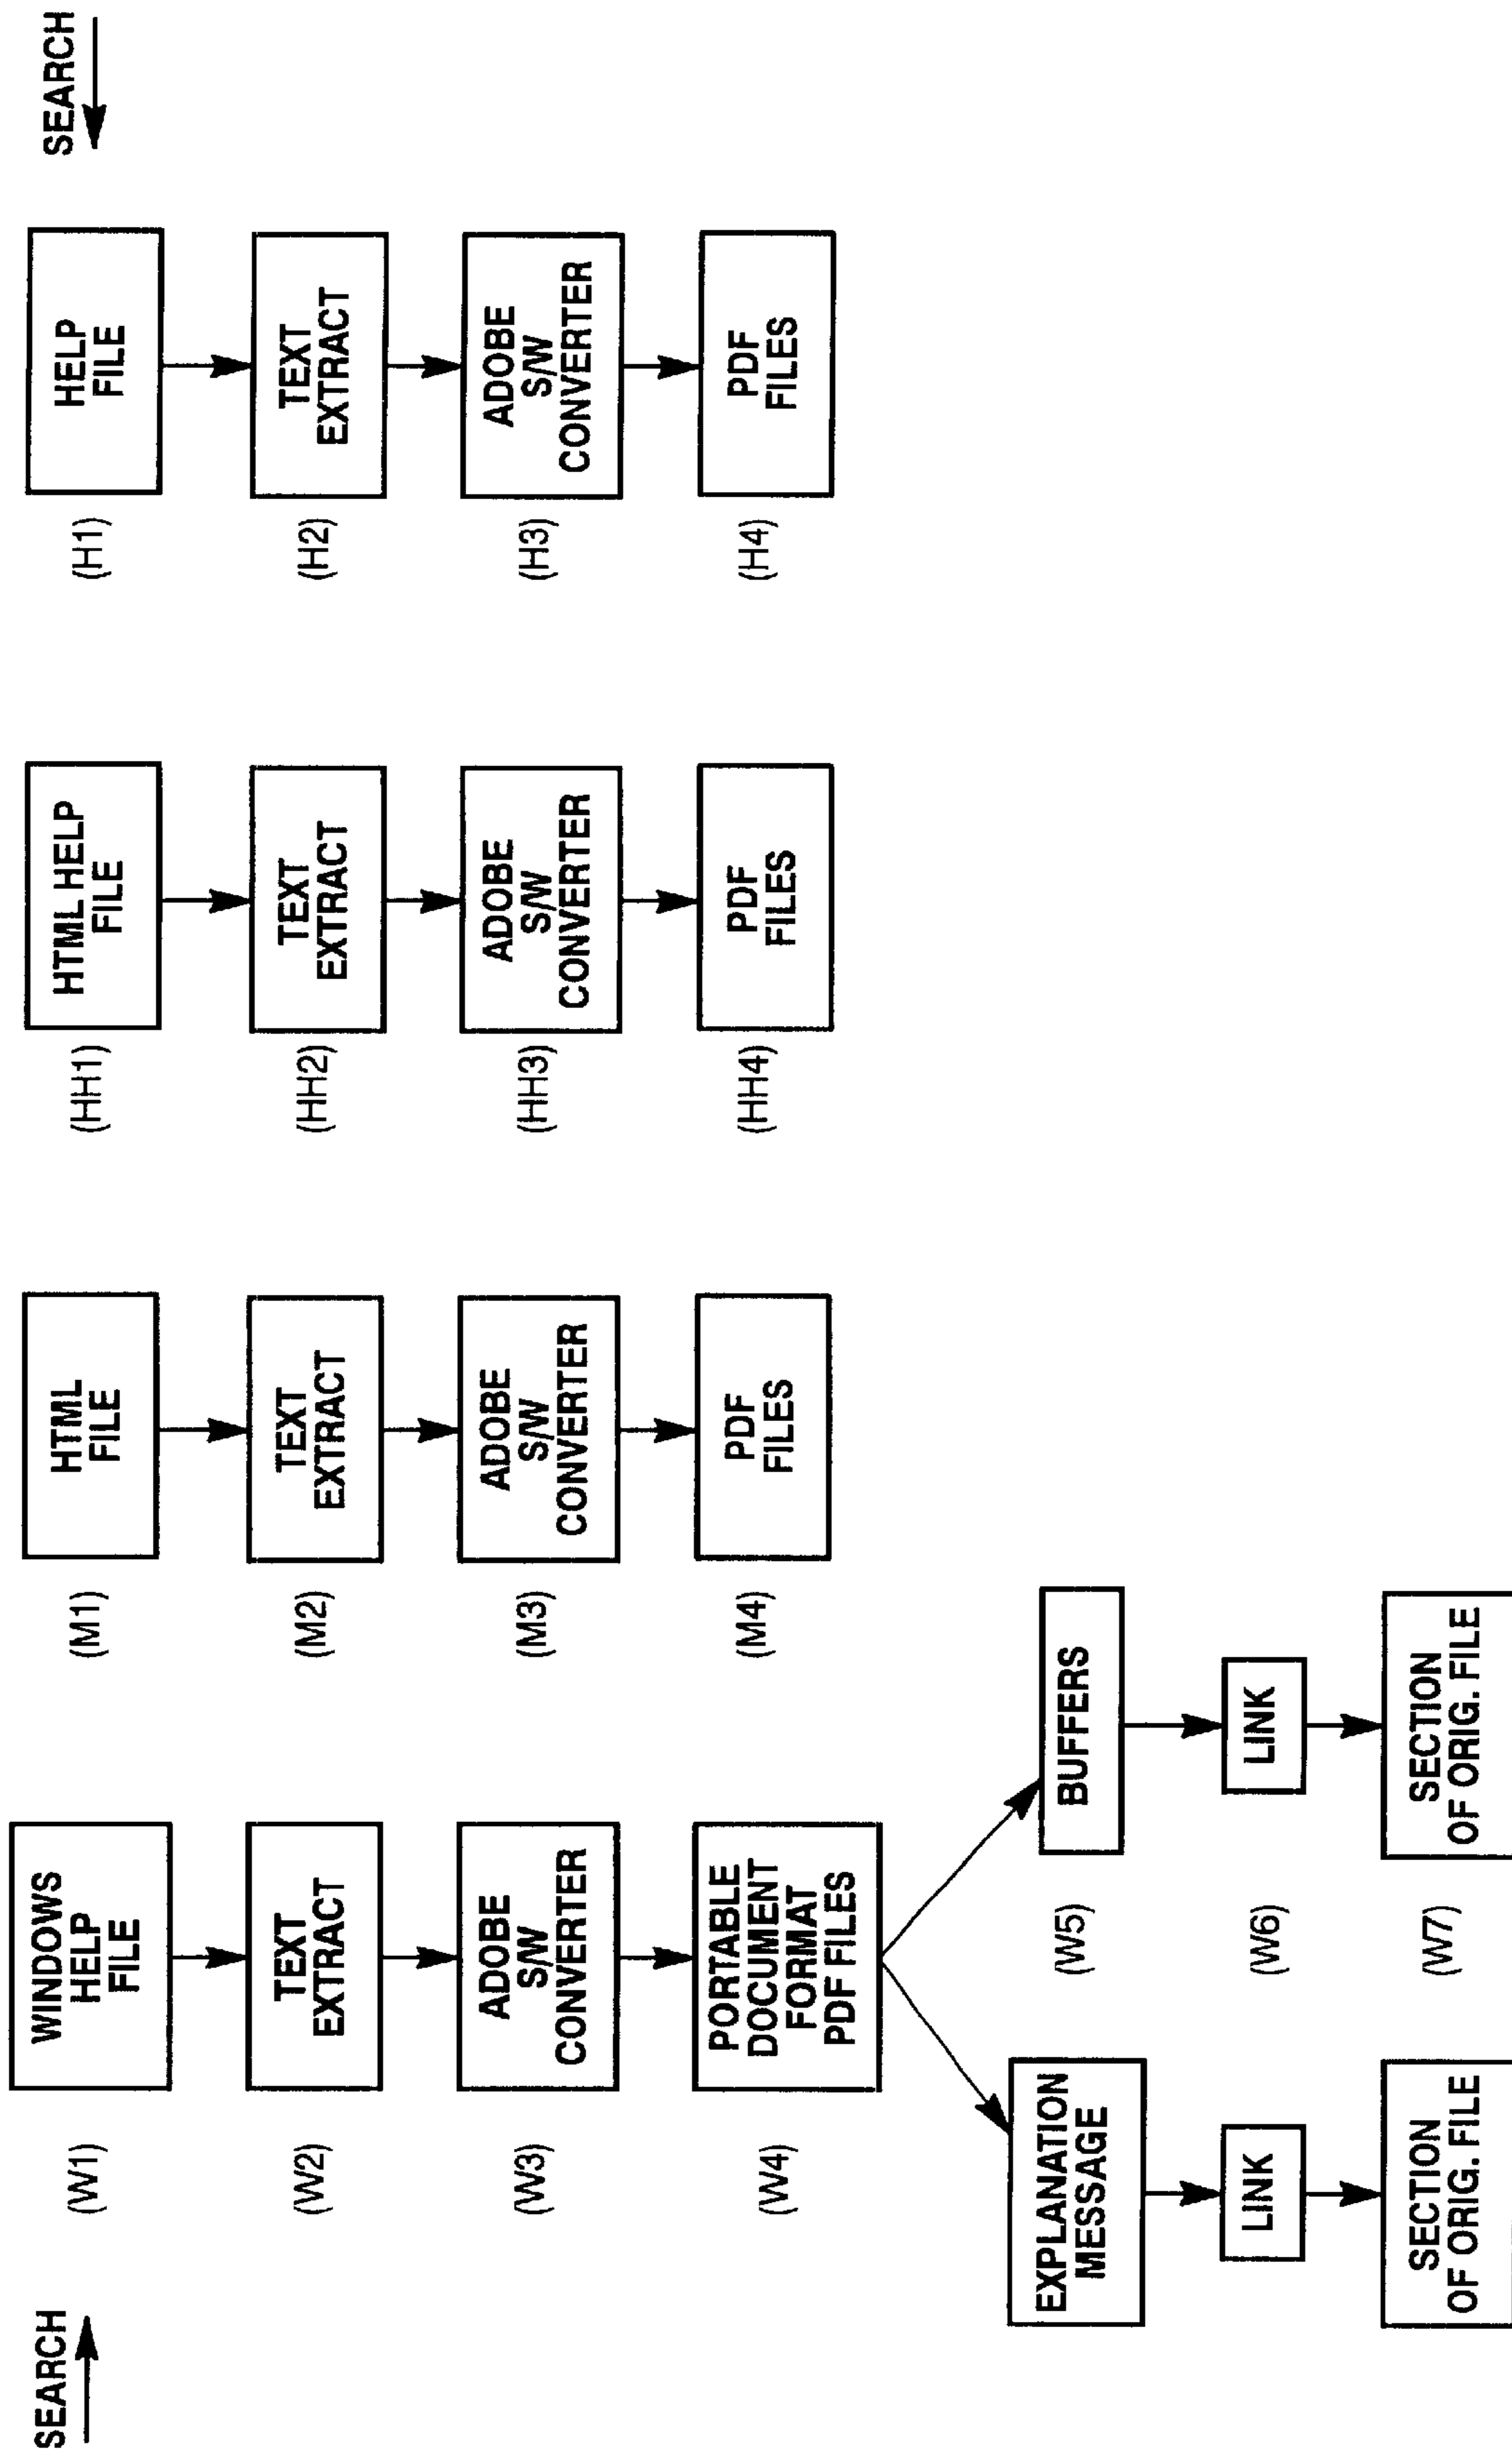 SEARCH
(W1)
WINDOWS
HELP
FILE
(W2)
TEXT
EXTRACT
(W3)
ADOBE
S/W
CONVERTER
(W4)
PORTABLE
DOCUMENT
FORMAT
PDF FILES
EXPLANATION
MESSAGE
LINK
SECTION
OF ORIG. FILE
(W5)
BUFFERS
(W6)
LINK
(W7)
SECTION
OF ORIG. FILE
(M1)
HTML
FILE
(M2)
TEXT
EXTRACT
(M3)
ADOBE
S/W
CONVERTER
(M4)
PDF
FILES
(HH1)
HTML HELP
FILE
(HH2)
TEXT
EXTRACT
(HH3)
ADOBE
S/W
CONVERTER
(HH4)
PDF
FILES
(H1)
HELP
FILE
(H2)
TEXT
EXTRACT
(H3)
ADOBE
S/W
CONVERTER
(H4)
PDF
FILES
SEARCH